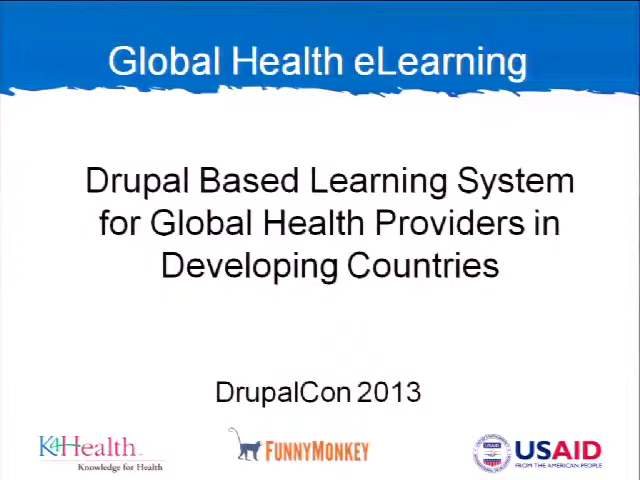 Global Health eLearning
Drupal Based Learning System
for Global Health Providers in
Developing Countries
DrupalCon 2013
K4Health
Knowledge for Health
FUNNYMONKEY
USAID
FROM THE AMERICAN PEOPLE